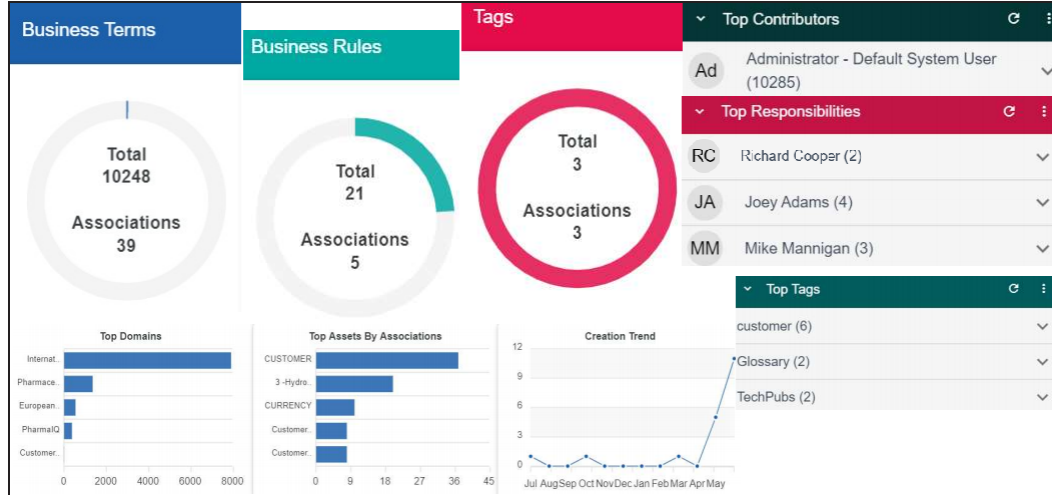 Business Terms
Total
10248
Associations
39
Business Rules
Total
21
Associations
5
Tags
Total
3
Associations
3
Top Contributors
Ad
Administrator - Default System User
(10285)
Top Responsibilities
RC
Richard Cooper (2)
JA
Joey Adams (4)
MM
Mike Mannigan (3)
Top Tags
customer (6)
Glossary (2)
TechPubs (2)
Top Domains
Internat..
Pharmace..
European..
PharmaIQ
Customer..
0 2000 4000 6000 8000
Top Assets By Associations
CUSTOMER
3 -Hydro..
CURRENCY
Customer..
Customer..
0 9 18 27 36 45
Creation Trend
12
9
6
3
0
Jul Aug Sep Oct Nov Dec Jan Feb Mar Apr May